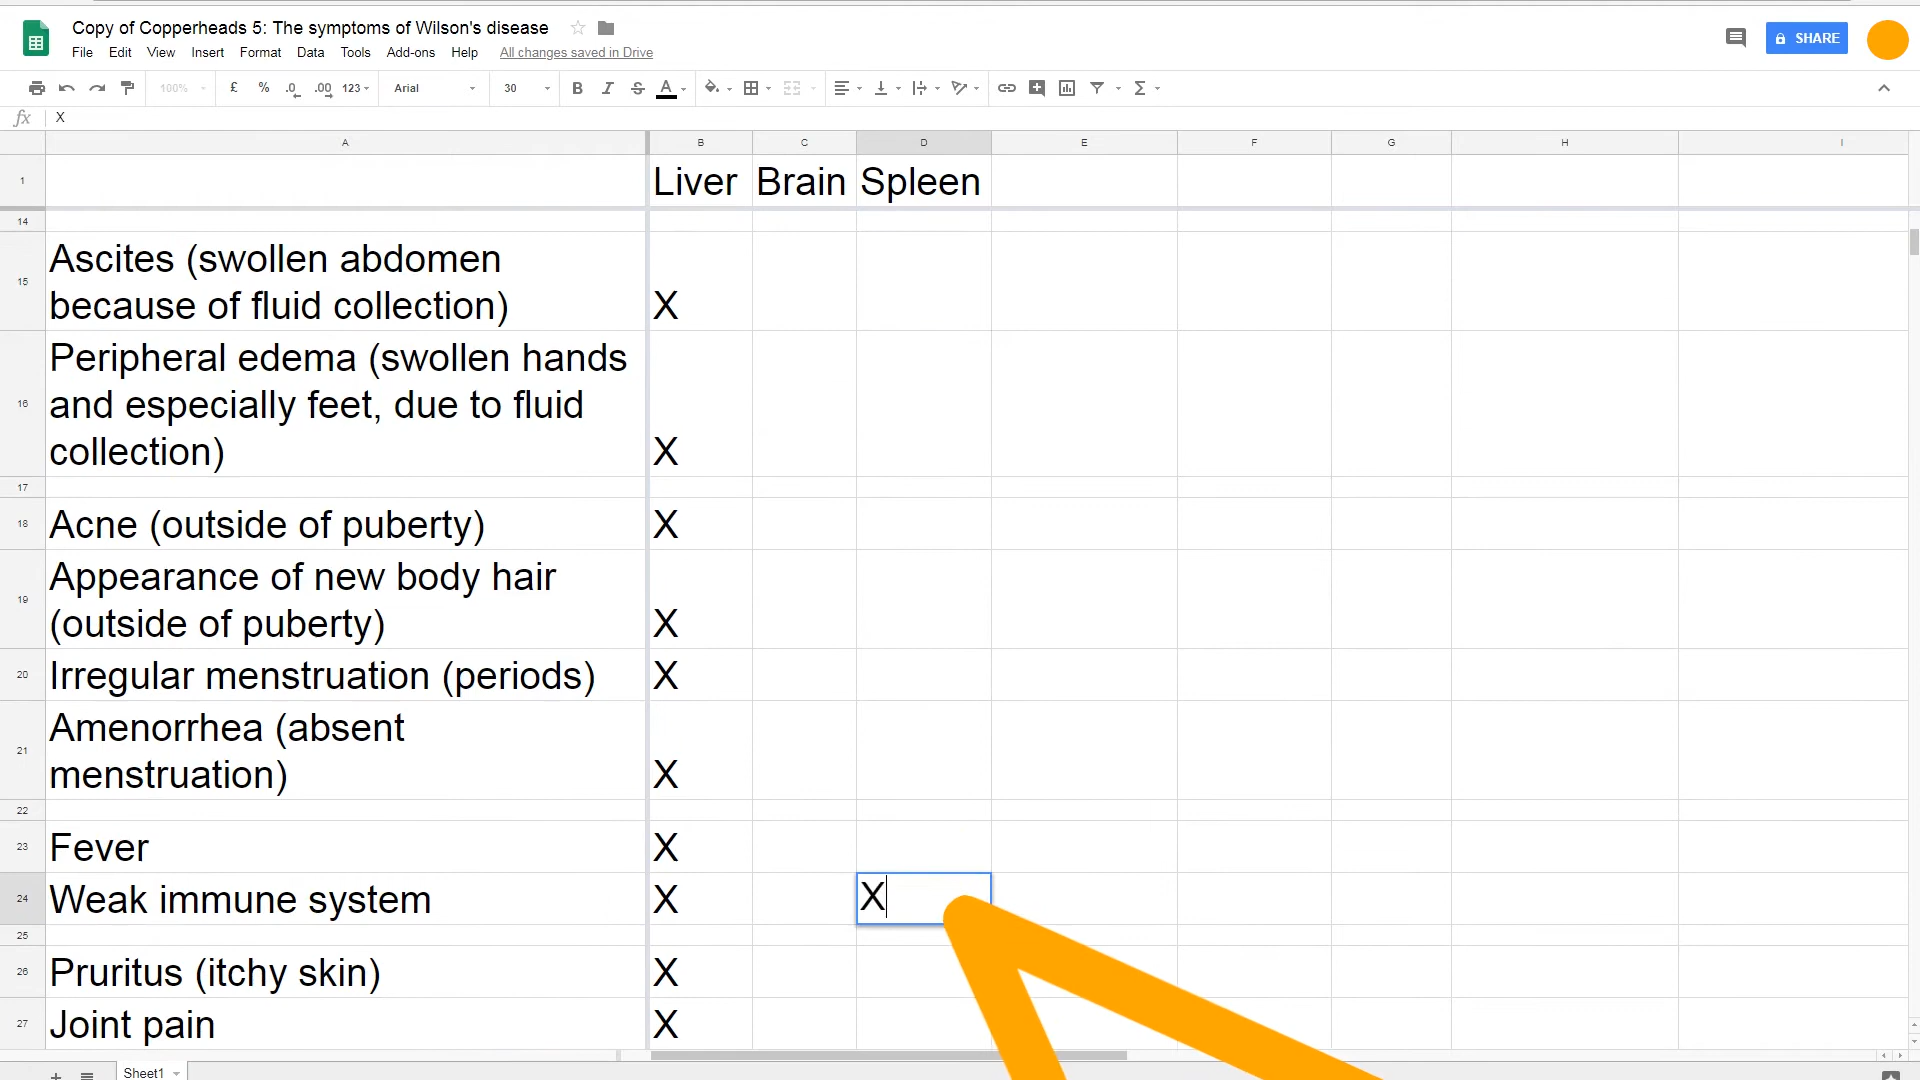 Copy of Copperheads 5: The symptoms of Wilson's disease
File Edit View Insert Format Data Tools Add-ons Help All changes saved in Drive
SHARE
100% £ % .0 .00 123 Arial 30 B I S A Σ
fx X
A B C D E F G H I
1 Liver Brain Spleen
14
15 Ascites (swollen abdomen
because of fluid collection) X
16 Peripheral edema (swollen hands
and especially feet, due to fluid
collection) X
17
18 Acne (outside of puberty) X
19 Appearance of new body hair
(outside of puberty) X
20 Irregular menstruation (periods) X
21 Amenorrhea (absent
menstruation) X
22
23 Fever X
24 Weak immune system X X
25
26 Pruritus (itchy skin) X
27 Joint pain X
+ Sheet1